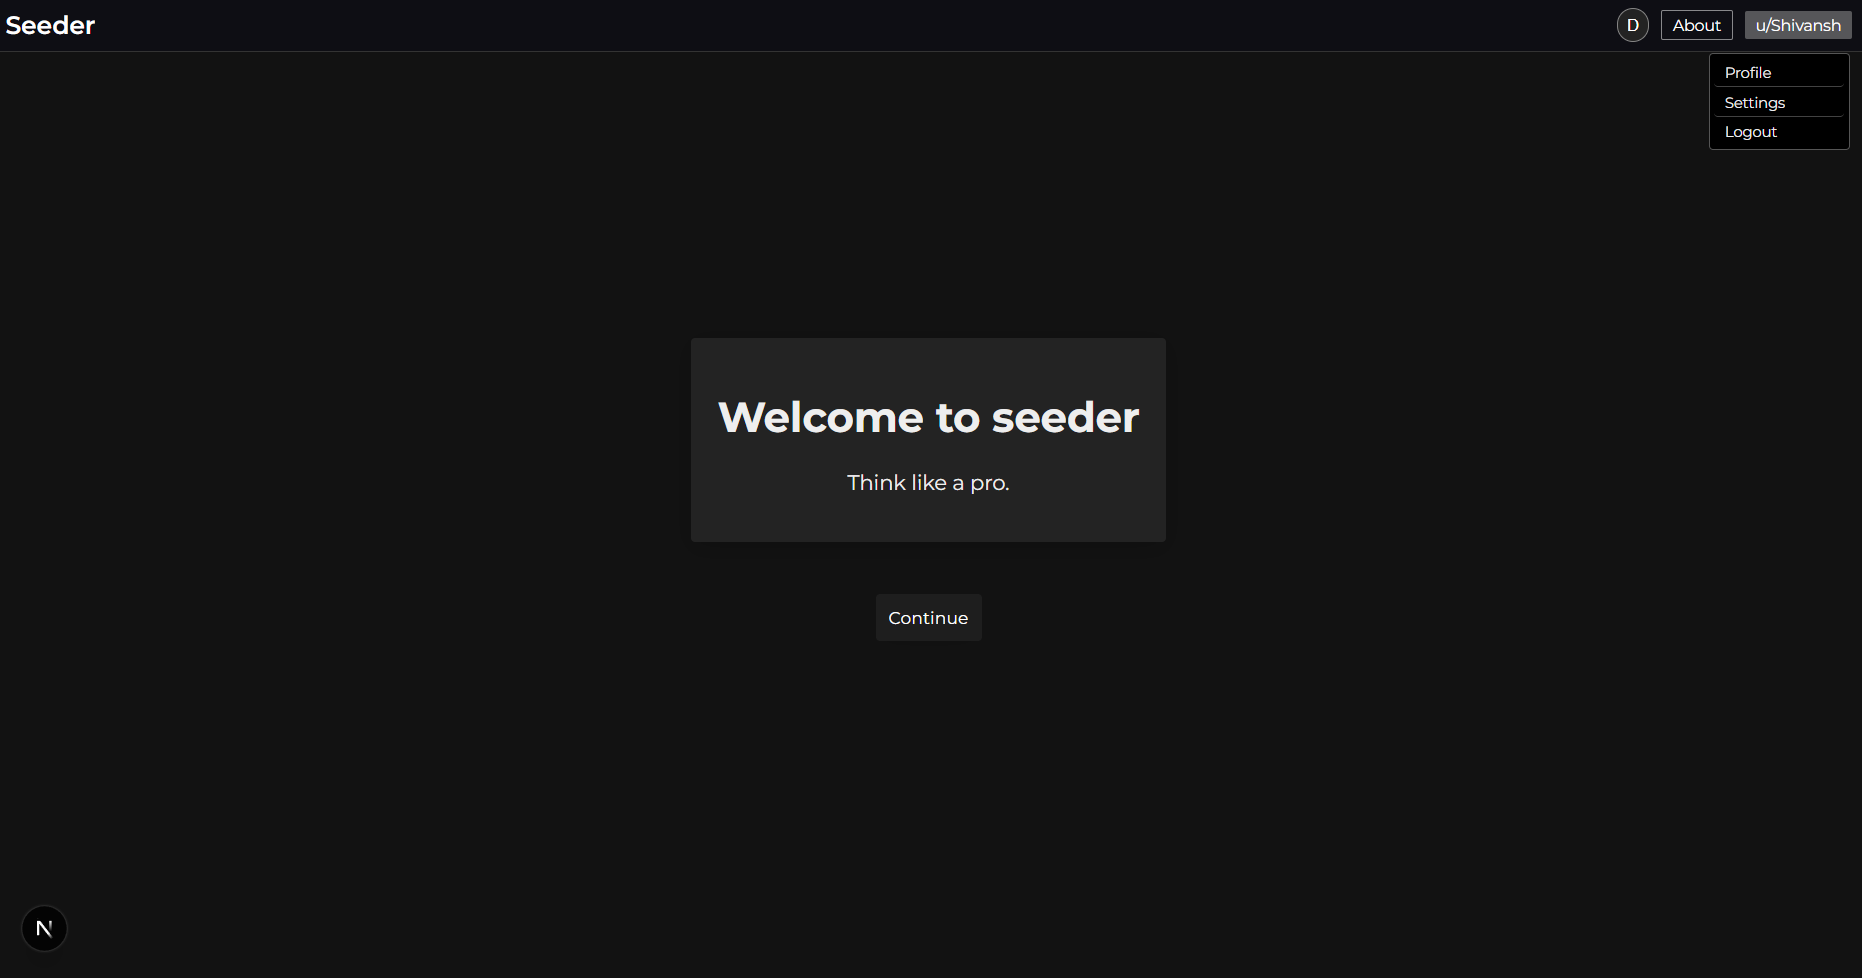 Seeder
D
About
u/Shivansh
Profile
Settings
Logout
Welcome to seeder
Think like a pro.
Continue
N